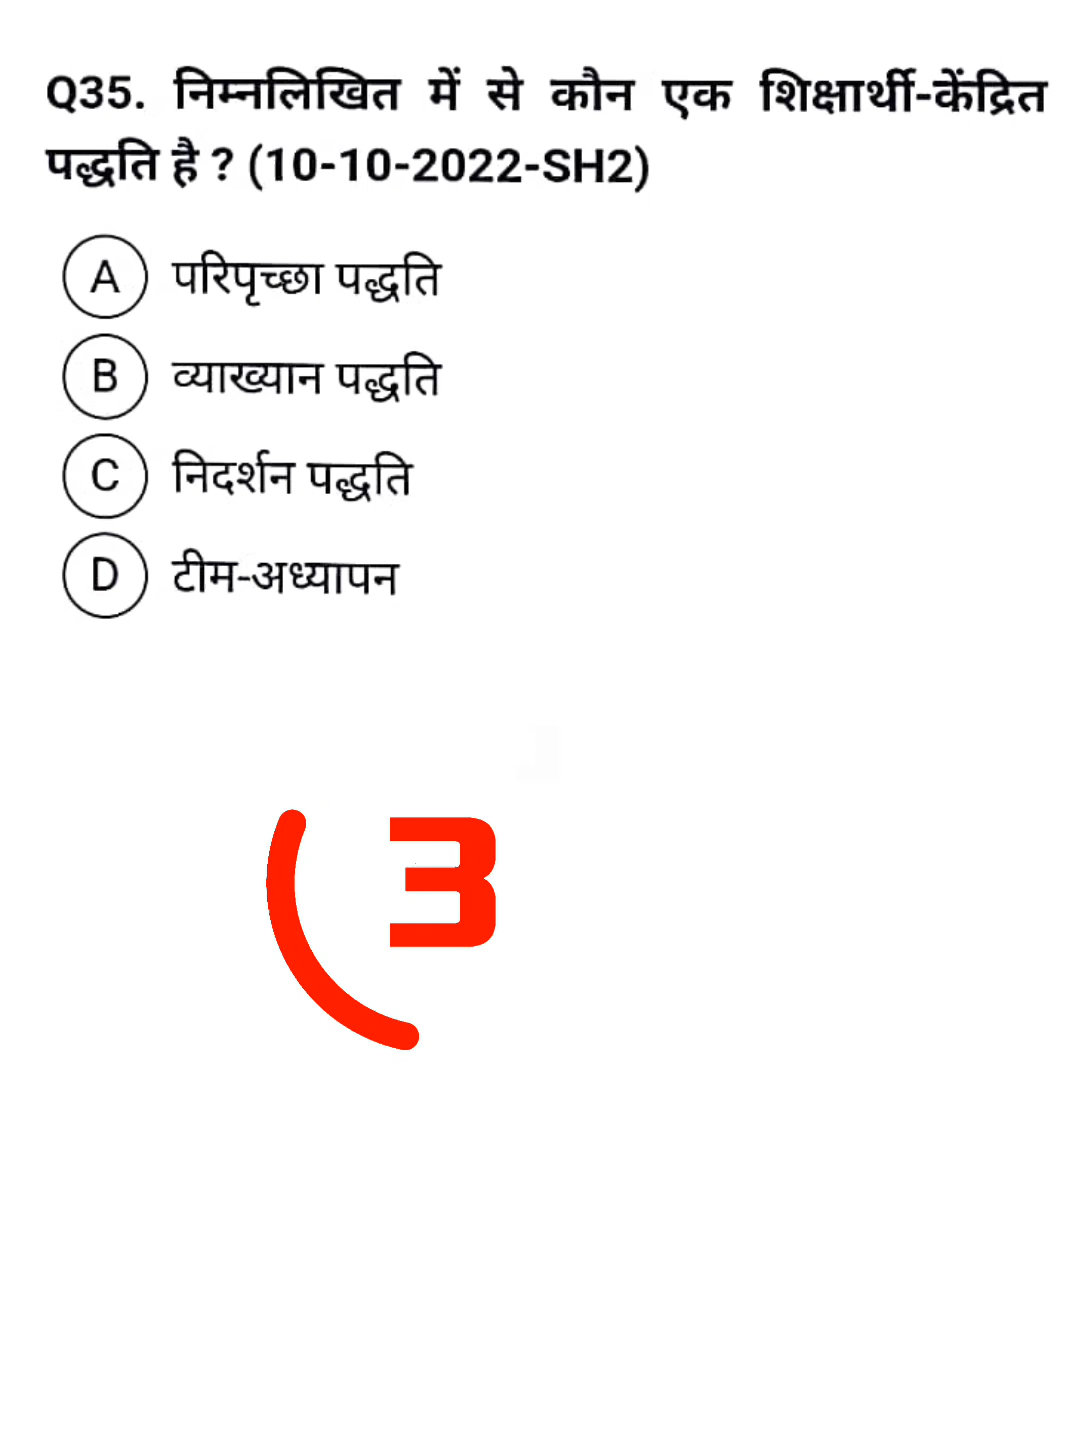 Q35. निम्नलिखित में से कौन एक शिक्षार्थी-केंद्रित
पद्धति है ? (10-10-2022-SH2)
A परिपृच्छा पद्धति
B व्याख्यान पद्धति
C निदर्शन पद्धति
D टीम-अध्यापन
3